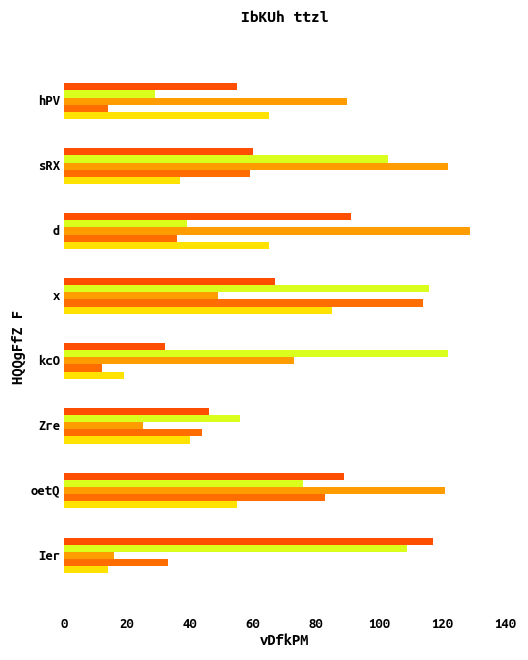 IbKUh ttzl
hPV
sRX
d
x
kcO
Zre
oetQ
Ier
HQQgFfZ F
0 20 40 60 80 100 120 140
vDfkPM